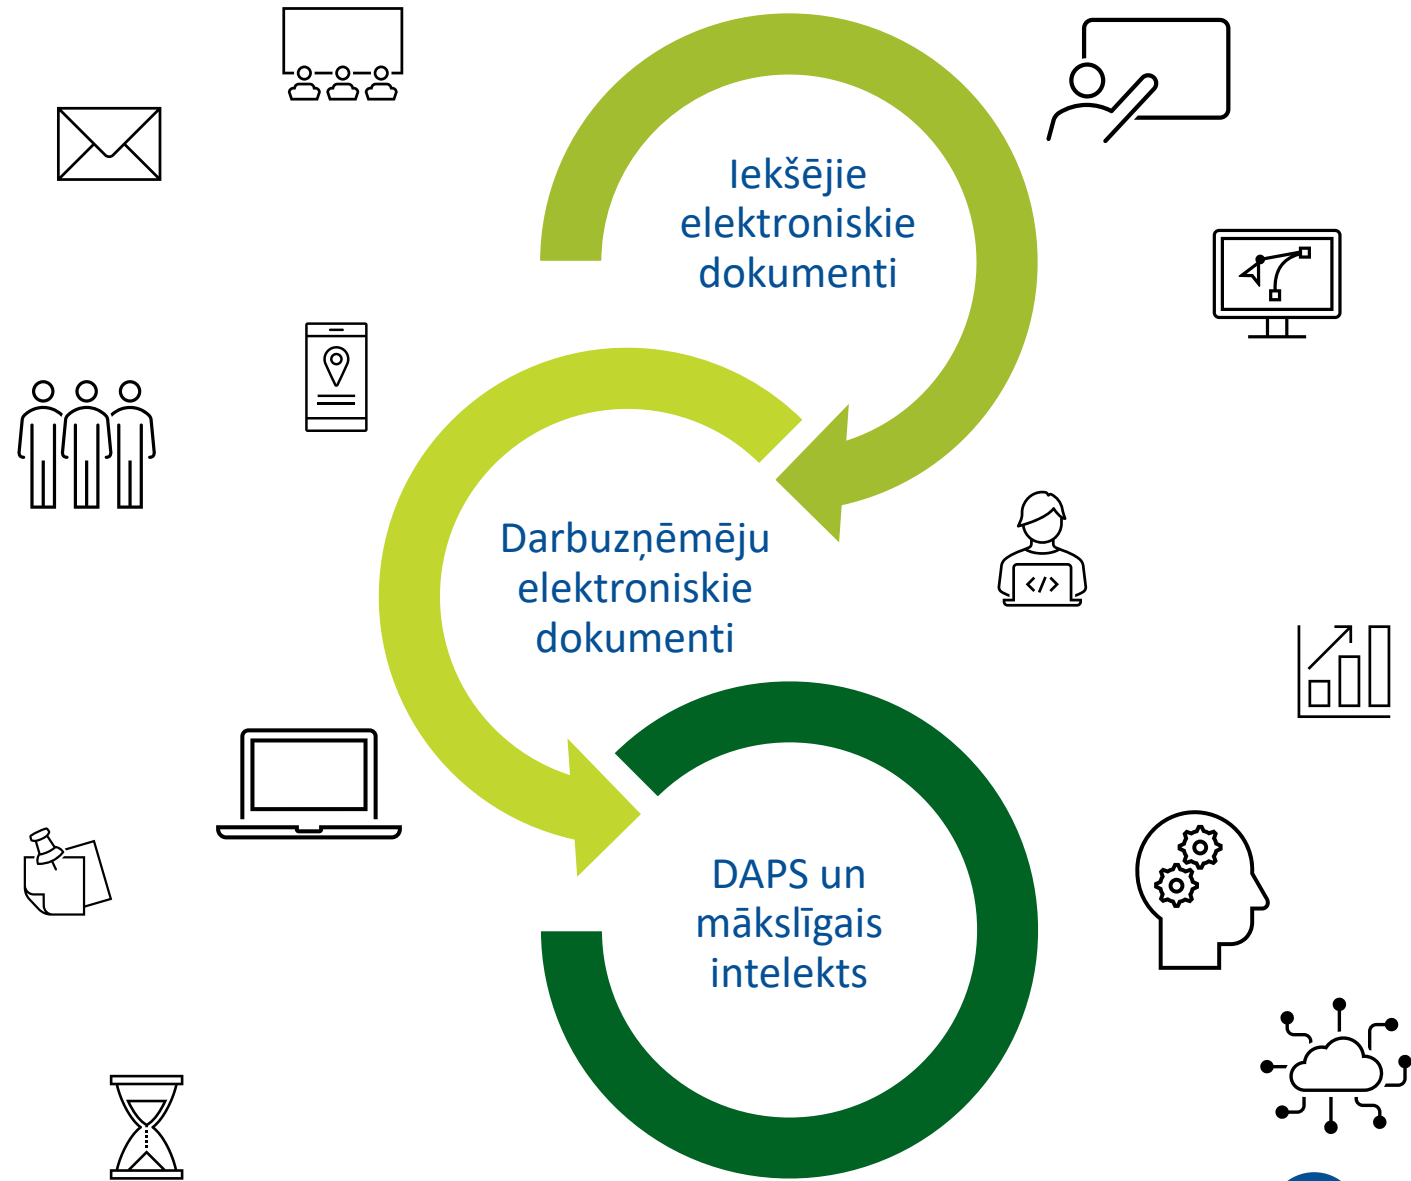 Iekšējie
elektroniskie
dokumenti
Darbuzņēmēju
elektroniskie
dokumenti
</>
DAPS un
mākslīgais
intelekts